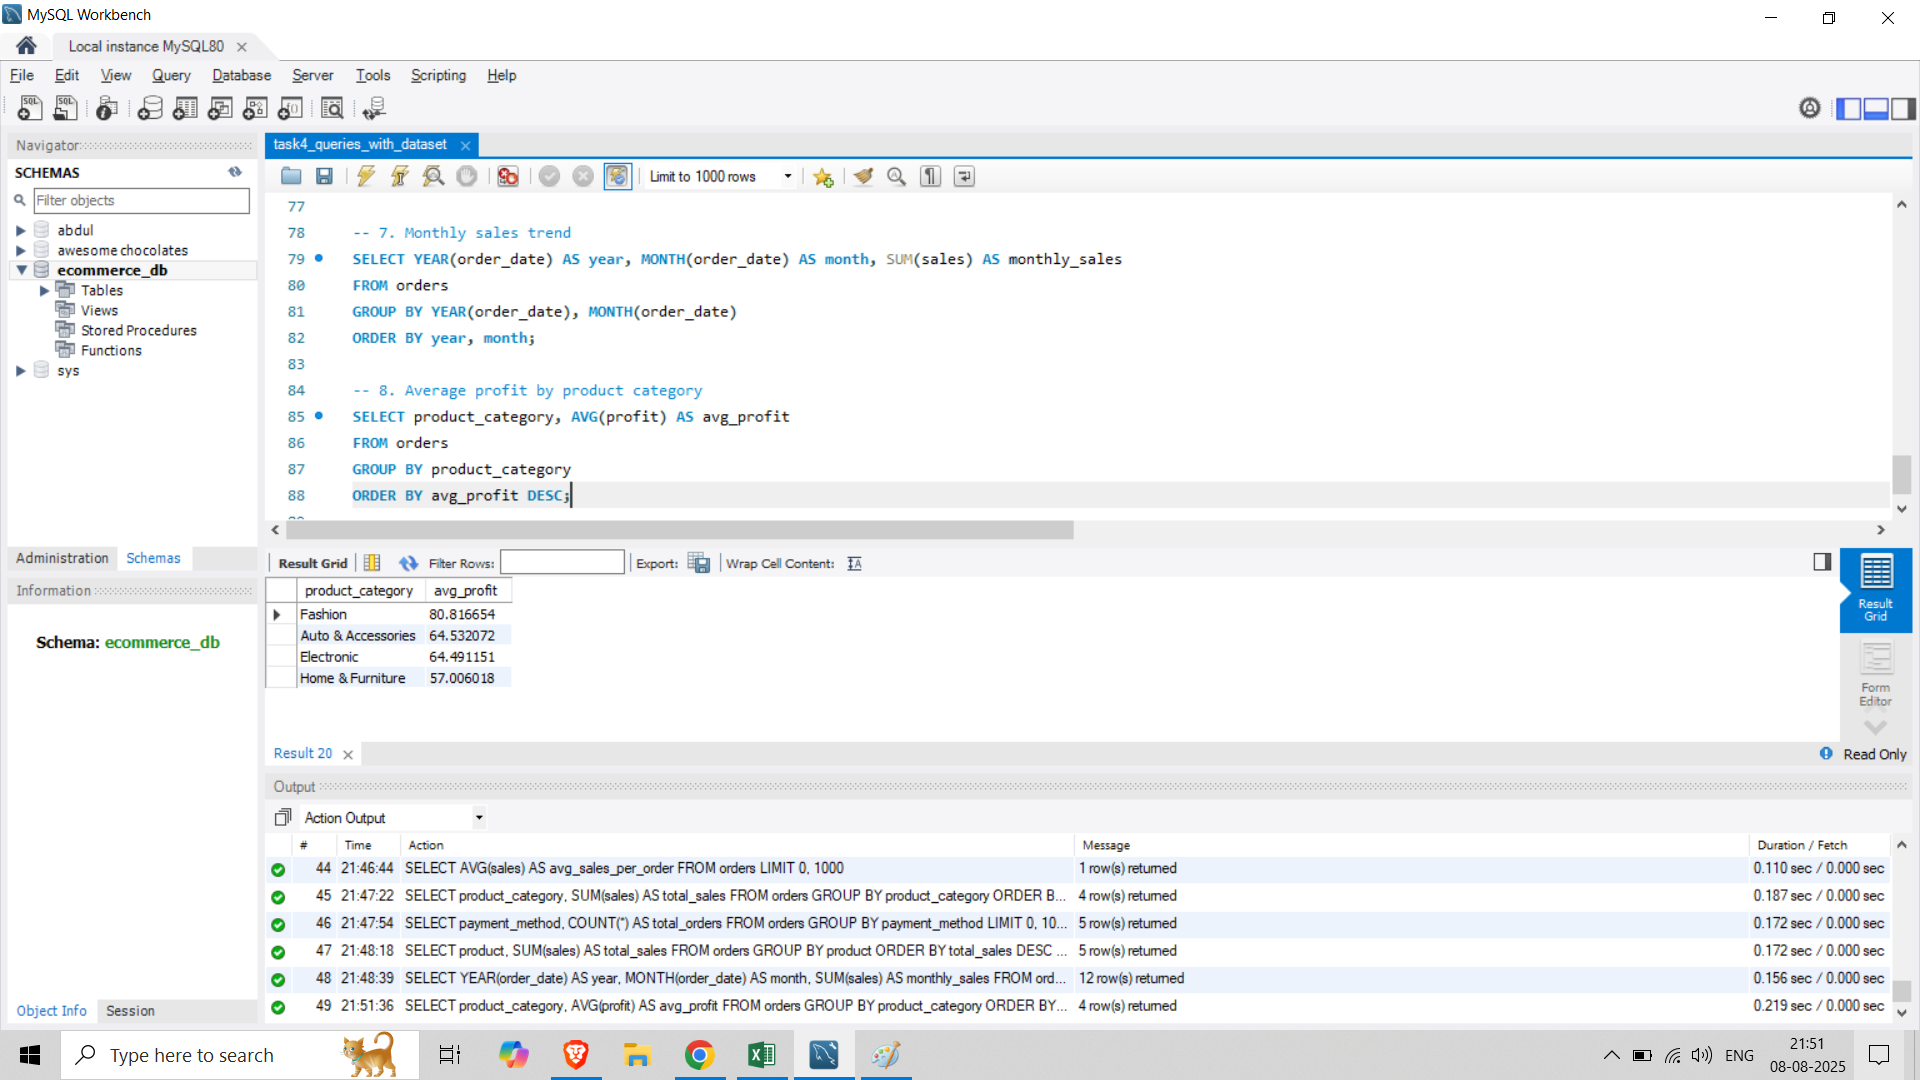 MySQL Workbench
Local instance MySQL80
File Edit View Query Database Server Tools Scripting Help
Navigator
SCHEMAS
Filter objects
abdul
awesome chocolates
ecommerce_db
Tables
Views
Stored Procedures
Functions
sys
Administration Schemas
Information
Schema: ecommerce_db
Object Info Session
task4_queries_with_dataset
Limit to 1000 rows
77
78 -- 7. Monthly sales trend
79 SELECT YEAR(order_date) AS year, MONTH(order_date) AS month, SUM(sales) AS monthly_sales
80 FROM orders
81 GROUP BY YEAR(order_date), MONTH(order_date)
82 ORDER BY year, month;
83
84 -- 8. Average profit by product category
85 SELECT product_category, AVG(profit) AS avg_profit
86 FROM orders
87 GROUP BY product_category
88 ORDER BY avg_profit DESC;
Result Grid Filter Rows: Export: Wrap Cell Content:
product_category avg_profit
Fashion 80.816654
Auto & Accessories 64.532072
Electronic 64.491151
Home & Furniture 57.006018
Result Grid
Form Editor
Result 20
Read Only
Output
Action Output
# Time Action Message Duration / Fetch
44 21:46:44 SELECT AVG(sales) AS avg_sales_per_order FROM orders LIMIT 0, 1000 1 row(s) returned 0.110 sec / 0.000 sec
45 21:47:22 SELECT product_category, SUM(sales) AS total_sales FROM orders GROUP BY product_category ORDER B... 4 row(s) returned 0.187 sec / 0.000 sec
46 21:47:54 SELECT payment_method, COUNT(*) AS total_orders FROM orders GROUP BY payment_method LIMIT 0, 10... 5 row(s) returned 0.172 sec / 0.000 sec
47 21:48:18 SELECT product, SUM(sales) AS total_sales FROM orders GROUP BY product ORDER BY total_sales DESC ... 5 row(s) returned 0.172 sec / 0.000 sec
48 21:48:39 SELECT YEAR(order_date) AS year, MONTH(order_date) AS month, SUM(sales) AS monthly_sales FROM ord... 12 row(s) returned 0.156 sec / 0.000 sec
49 21:51:36 SELECT product_category, AVG(profit) AS avg_profit FROM orders GROUP BY product_category ORDER BY... 4 row(s) returned 0.219 sec / 0.000 sec
Type here to search
ENG
21:51
08-08-2025